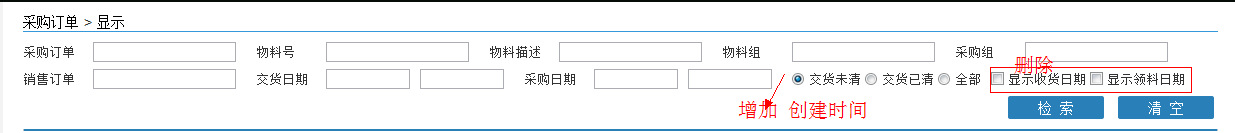 采购订单 > 显示
采购订单 物料号 物料描述 物料组 采购组
删除
销售订单 交货日期 采购日期 交货未清 交货已清 全部 显示收货日期 显示领料日期
增加 创建时间
检 索 清 空